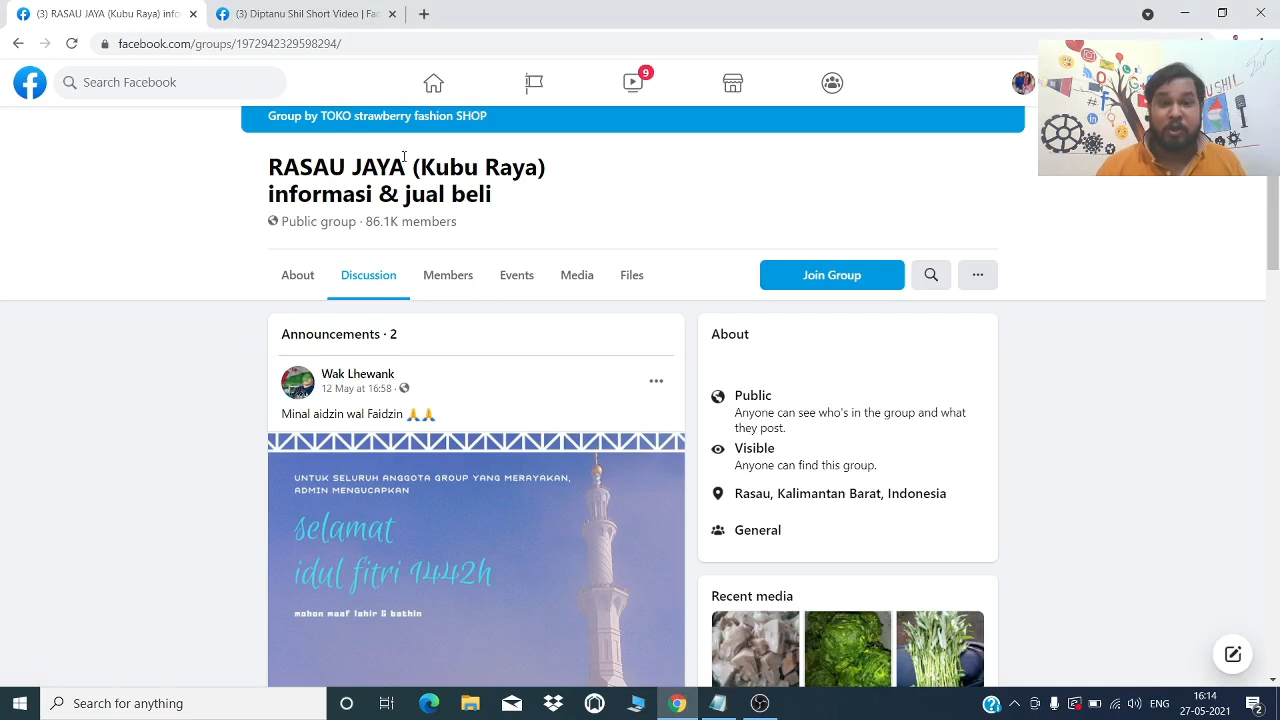 (3) RASAU JAYA (Kubu Raya) info
(3) Diptanu Shil (Jaduguru) | Fac
facebook.com/groups/1972942329598294/
Search Facebook
9
Group by TOKO strawberry fashion SHOP
RASAU JAYA (Kubu Raya)
informasi & jual beli
Public group · 86.1K members
About
Discussion
Members
Events
Media
Files
Join Group
Announcements · 2
Wak Lhewank
12 May at 16:58 ·
Minal aidzin wal Faidzin 🙏🙏
UNTUK SELURUH ANGGOTA GROUP YANG MERAYAKAN,
ADMIN MENGUCAPKAN
selamat
idul fitri 1442h
mohon maaf lahir & bathin
About
Public
Anyone can see who's in the group and what
they post.
Visible
Anyone can find this group.
Rasau, Kalimantan Barat, Indonesia
General
Recent media
Search for anything
ENG
16:14
27-05-2021
2